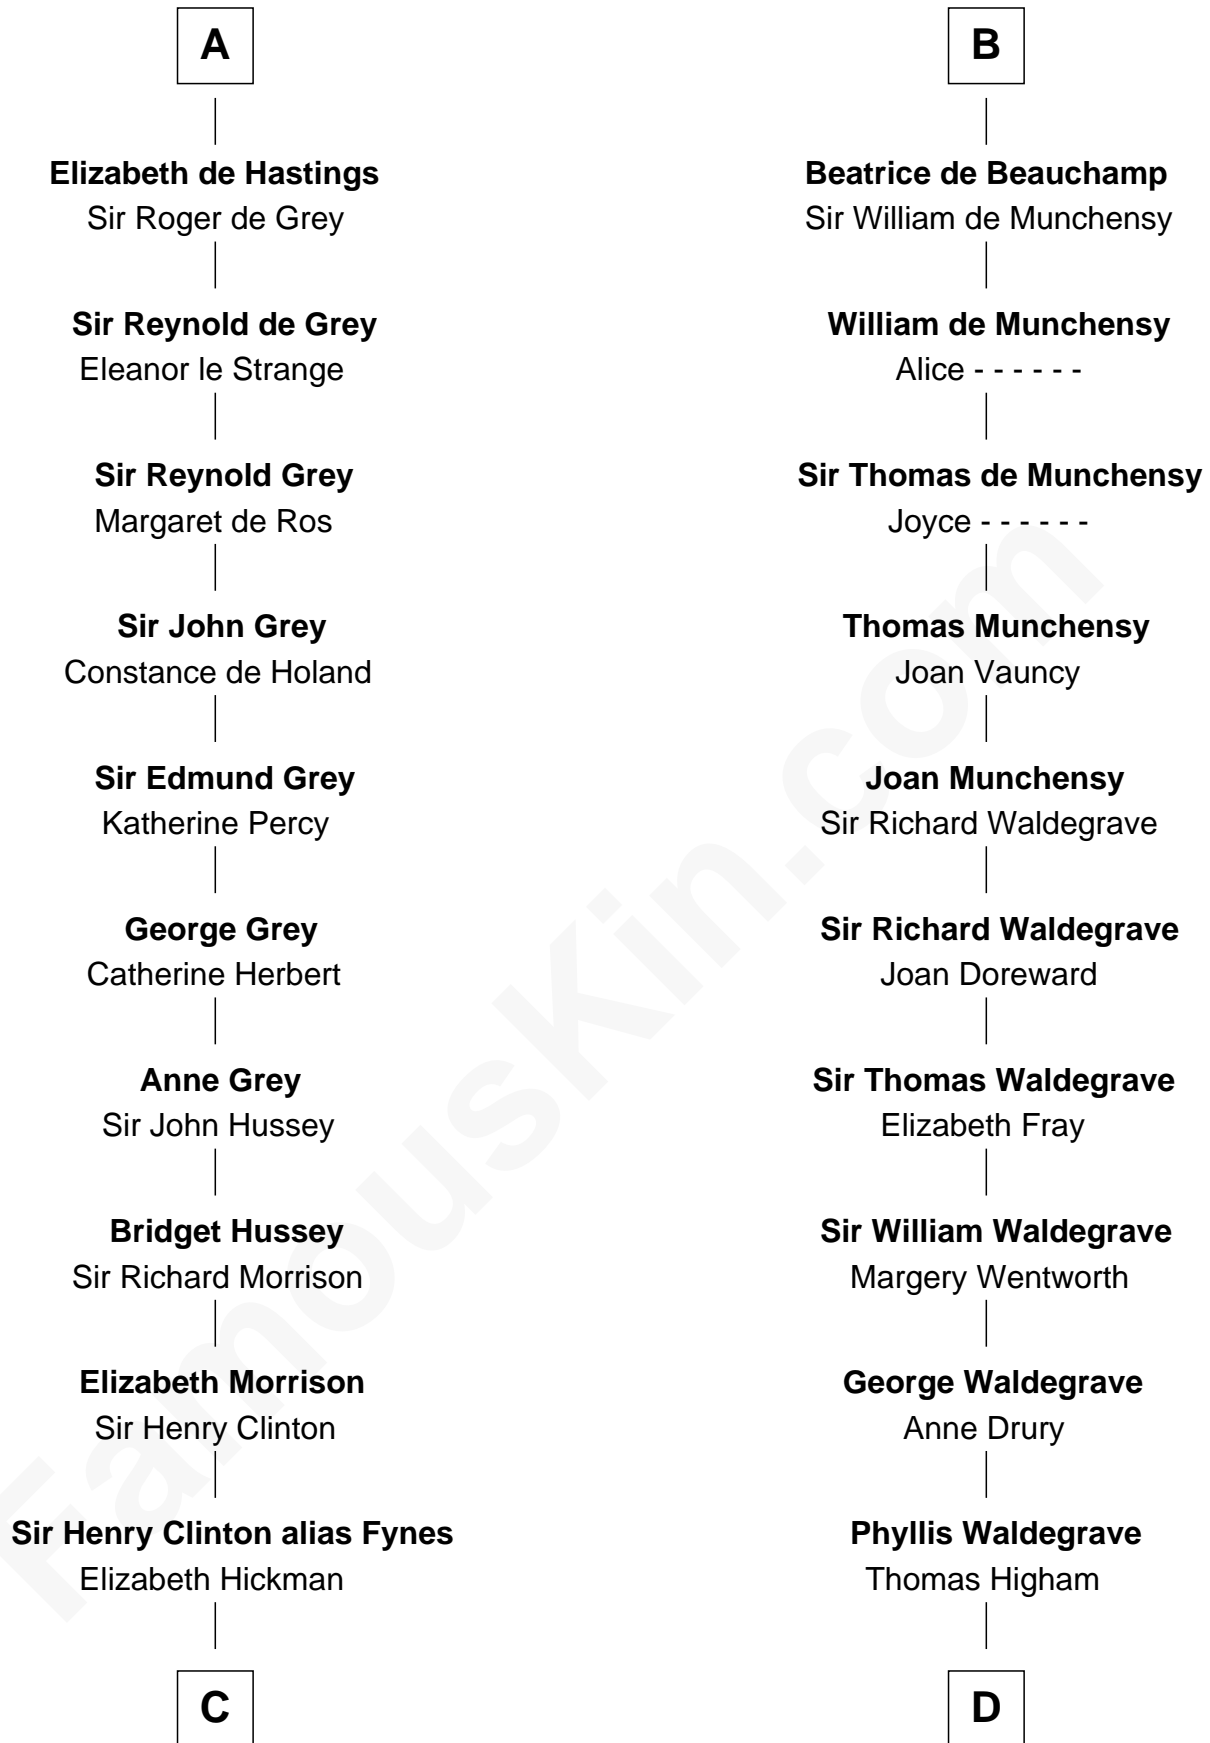 A
Elizabeth de Hastings
Sir Roger de Grey
Sir Reynold de Grey
Eleanor le Strange
Sir Reynold Grey
Margaret de Ros
Sir John Grey
Constance de Holand
Sir Edmund Grey
Katherine Percy
George Grey
Catherine Herbert
Anne Grey
Sir John Hussey
Bridget Hussey
Sir Richard Morrison
Elizabeth Morrison
Sir Henry Clinton
Sir Henry Clinton alias Fynes
Elizabeth Hickman
C
B
Beatrice de Beauchamp
Sir William de Munchensy
William de Munchensy
Alice - - - - - -
Sir Thomas de Munchensy
Joyce - - - - - -
Thomas Munchensy
Joan Vauncy
Joan Munchensy
Sir Richard Waldegrave
Sir Richard Waldegrave
Joan Doreward
Sir Thomas Waldegrave
Elizabeth Fray
Sir William Waldegrave
Margery Wentworth
George Waldegrave
Anne Drury
Phyllis Waldegrave
Thomas Higham
D
FamousKin.com